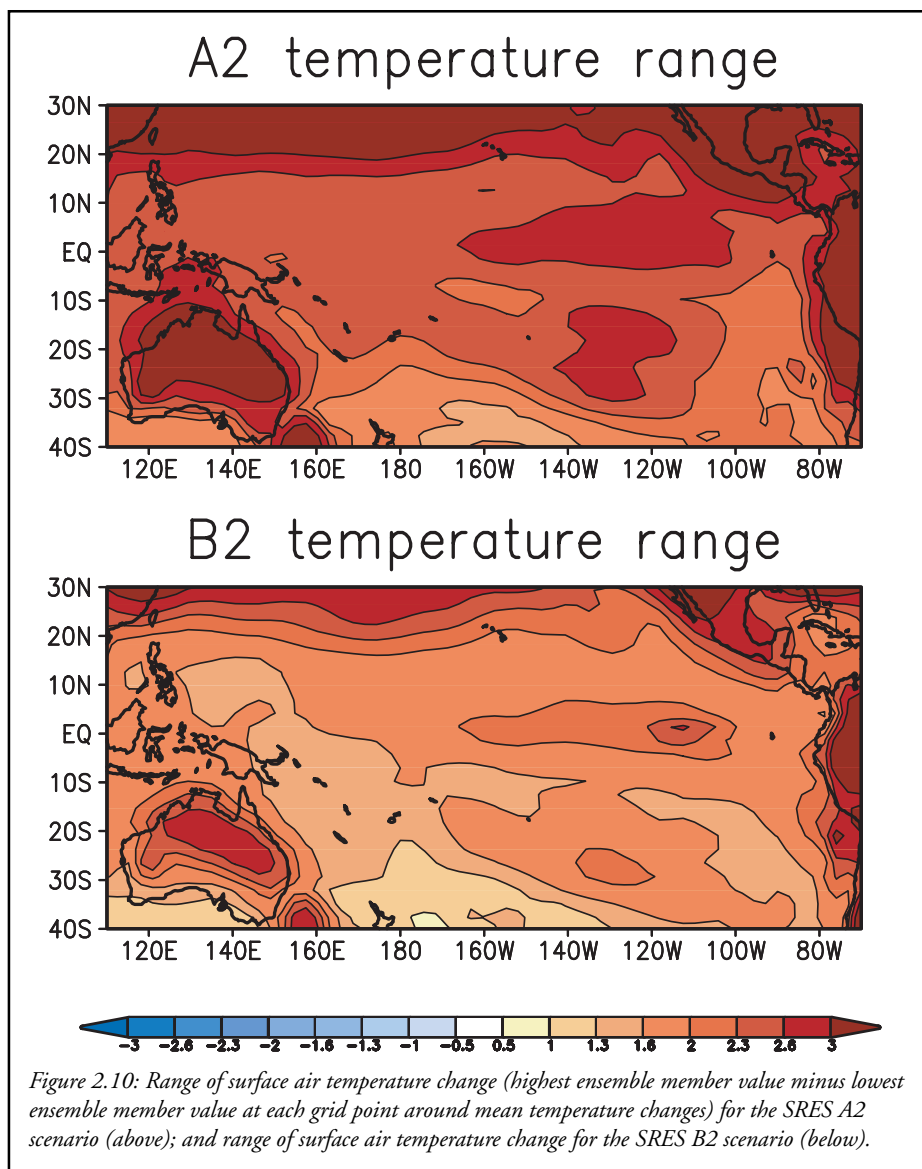 A2 temperature range
30N
20N
10N
EQ
10S
20S
30S
40S
120E 140E 160E 180 160W 140W 120W 100W 80W
B2 temperature range
30N
20N
10N
EQ
10S
20S
30S
40S
120E 140E 160E 180 160W 140W 120W 100W 80W
-3 -2.6 -2.3 -2 -1.6 -1.3 -1 -0.5 0.5 1 1.3 1.6 2 2.3 2.6 3
Figure 2.10: Range of surface air temperature change (highest ensemble member value minus lowest
ensemble member value at each grid point around mean temperature changes) for the SRES A2
scenario (above); and range of surface air temperature change for the SRES B2 scenario (below).